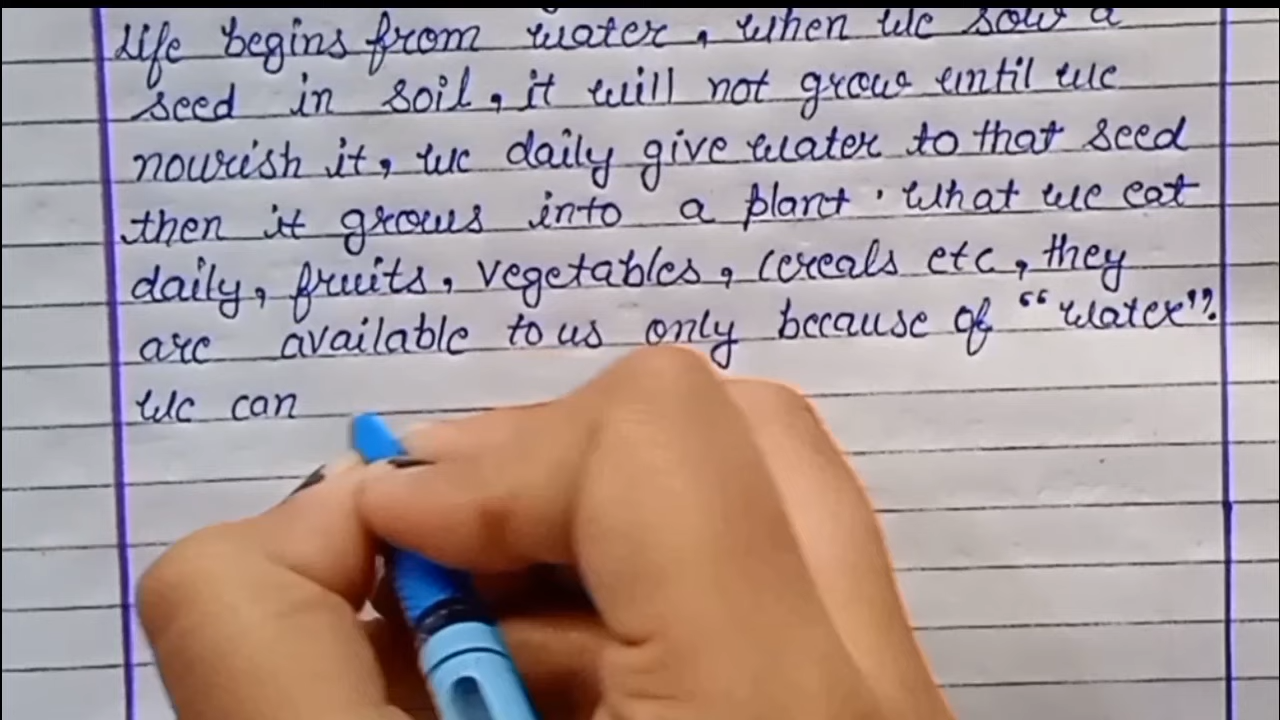 Life begins from water, when we sow a
seed in soil, it will not grow until we
nourish it, we daily give water to that seed
then it grows into a plant. What we eat
daily, fruits, vegetables, cereals etc, they
are available to us only because of "water".
We can